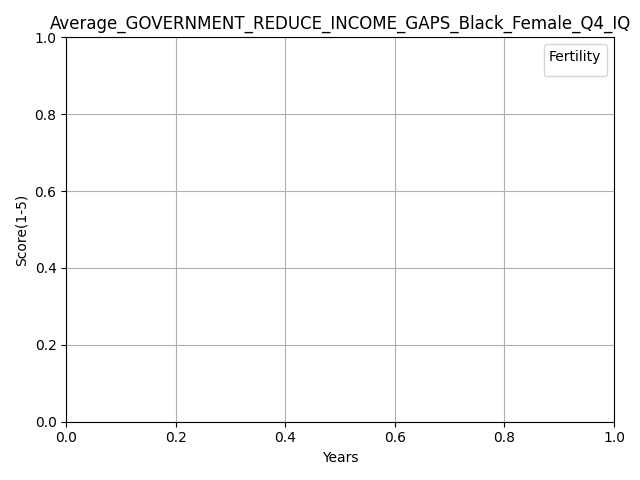 Average_GOVERNMENT_REDUCE_INCOME_GAPS_Black_Female_Q4_IQ
Fertility
Score(1-5)
1.0
0.8
0.6
0.4
0.2
0.0
0.0 0.2 0.4 0.6 0.8 1.0
Years